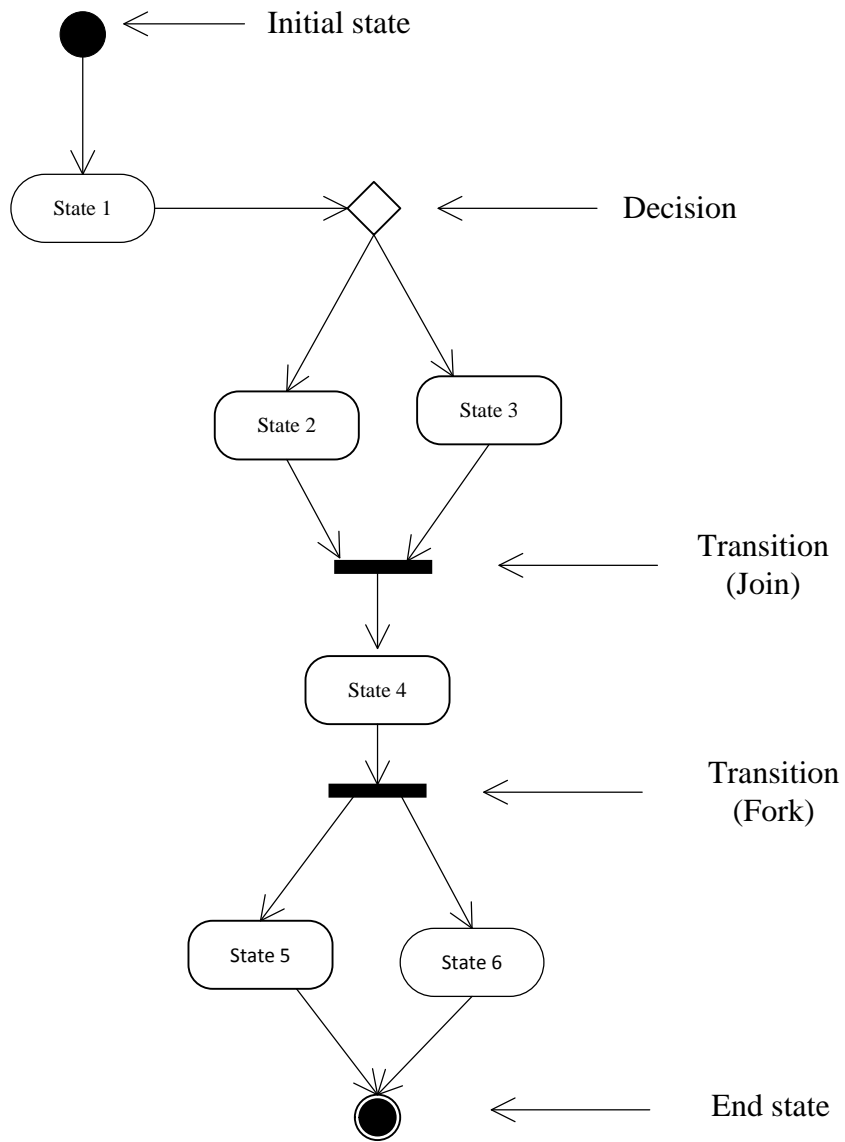 Initial state
State 1
Decision
State 2
State 3
Transition
(Join)
State 4
Transition
(Fork)
State 5
State 6
End state